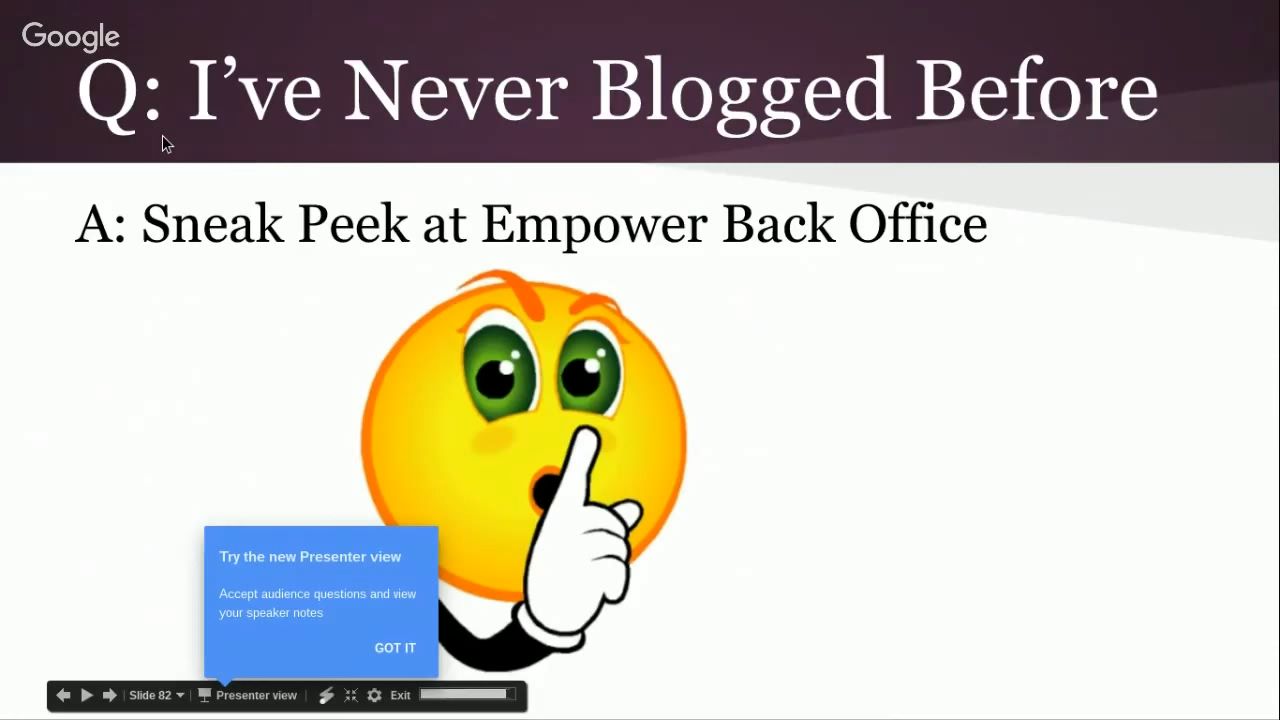 Google
Q: I’ve Never Blogged Before
A: Sneak Peek at Empower Back Office
Try the new Presenter view
Accept audience questions and view
your speaker notes
GOT IT
Slide 82
Presenter view
Exit